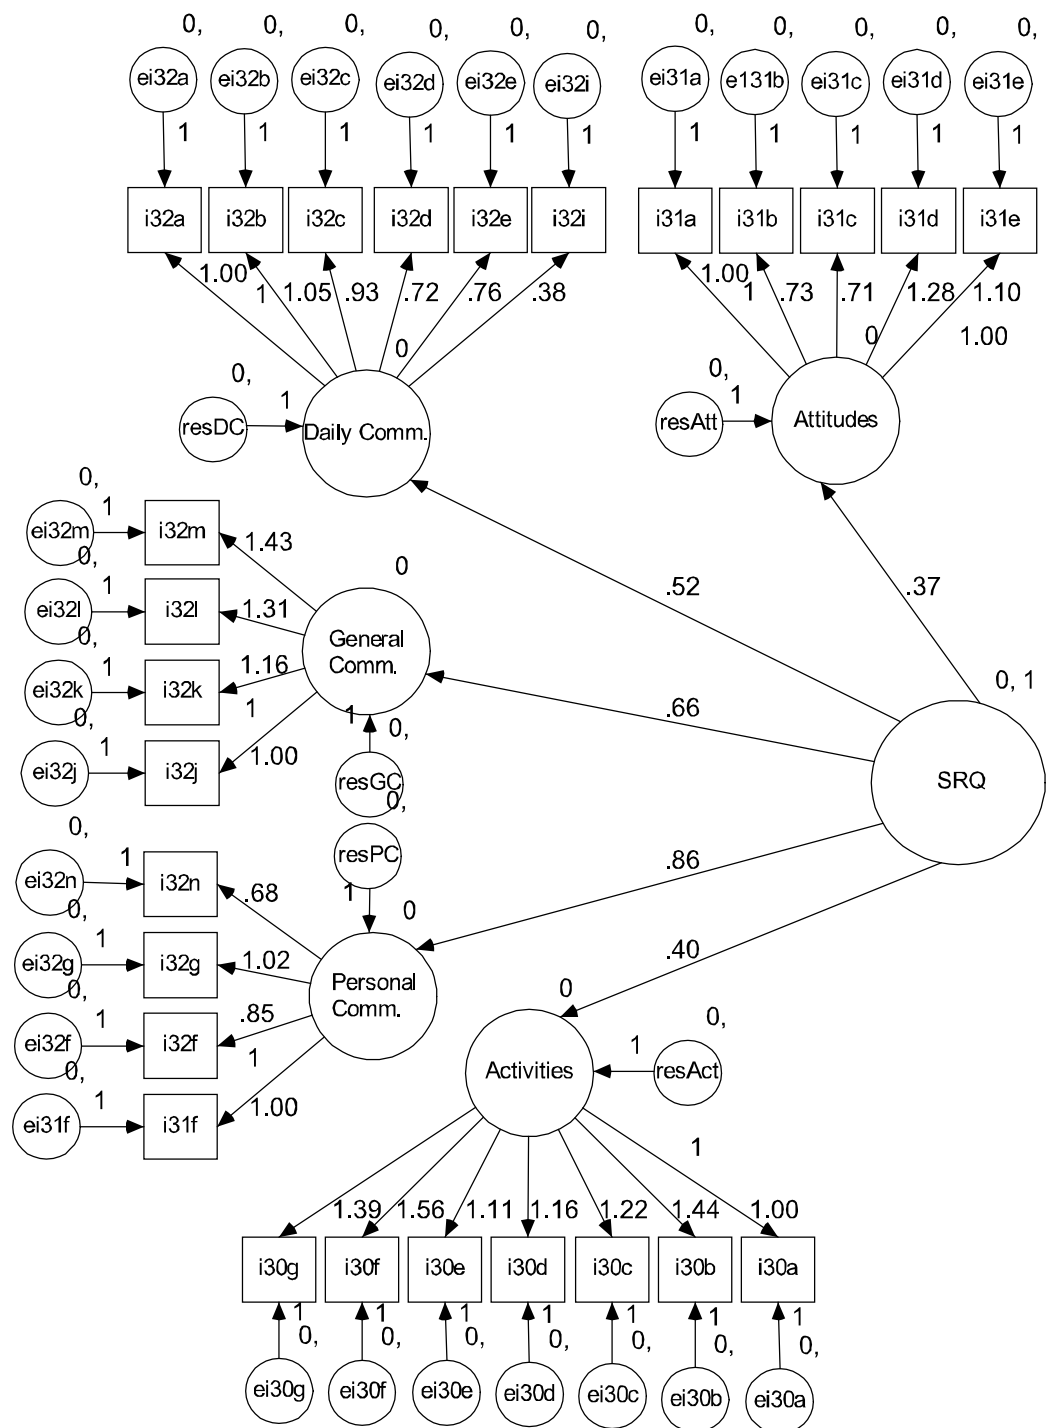 0, 0, 0, 0, 0, 0, 0, 0, 0, 0, 0,
ei32a ei32b ei32c ei32d ei32e ei32i ei31a e131b ei31c ei31d ei31e
1 1 1 1 1 1 1 1 1 1 1
i32a i32b i32c i32d i32e i32i i31a i31b i31c i31d i31e
1.00 1.05 .93 .72 .76 .38 1.00 .73 .71 1.28 1.10
1 1
0 0 1.00
0, 0,
1 1
resDC Daily Comm. resAtt Attitudes
0,
1
ei32m i32m 1.43
0, 0
1
ei32l i32l 1.31 .52 .37
0, General
1 1.16 Comm.
ei32k i32k 0, 1
0, 1 1 0, .66
1 1.00
ei32j i32j resGC SRQ
0,
0,
1 resPC .86
ei32n i32n .68 1 0
0,
1 .40
ei32g i32g 1.02
0, Personal 0
1 .85 Comm.
ei32f i32f 0,
0, 1 1
1 1.00 Activities resAct
ei31f i31f
1
1.39 1.56 1.11 1.16 1.22 1.44 1.00
i30g i30f i30e i30d i30c i30b i30a
1 1 1 1 1 1 1
0, 0, 0, 0, 0, 0, 0,
ei30g ei30f ei30e ei30d ei30c ei30b ei30a